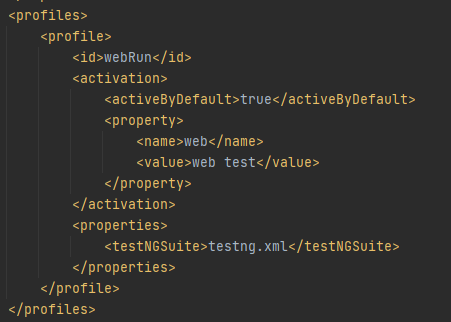 <profiles>
<profile>
<id>webRun</id>
<activation>
<activeByDefault>true</activeByDefault>
<property>
<name>web</name>
<value>web test</value>
</property>
</activation>
<properties>
<testNGSuite>testng.xml</testNGSuite>
</properties>
</profile>
</profiles>